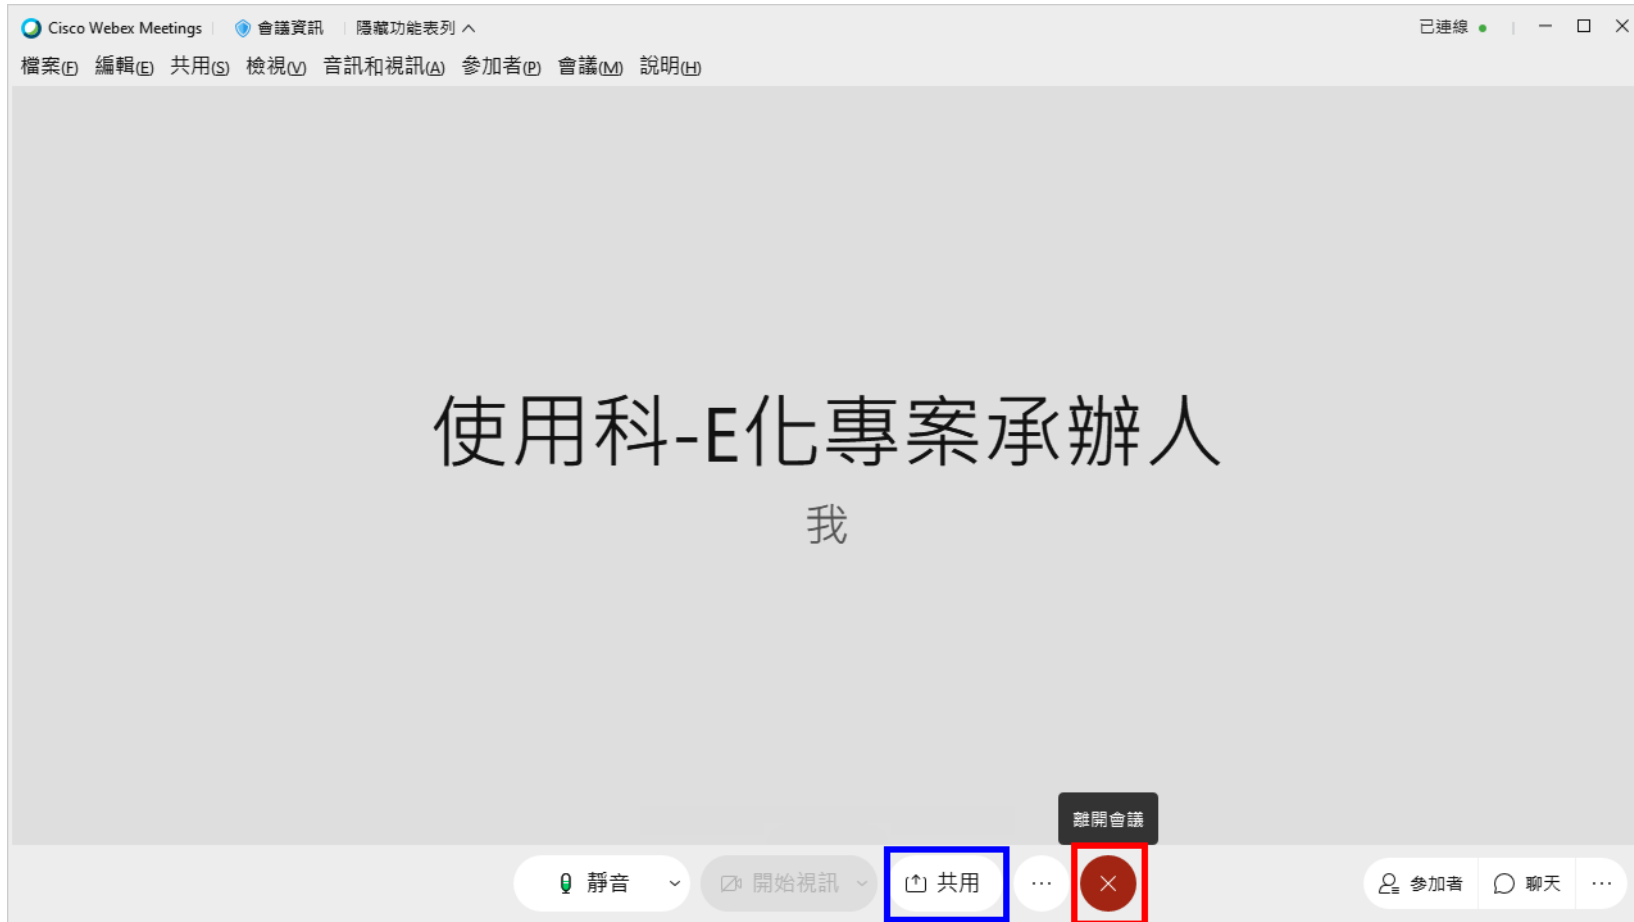 Cisco Webex Meetings 會議資訊 隱藏功能表列 已連線
檔案(F) 編輯(E) 共用(S) 檢視(V) 音訊和視訊(A) 參加者(P) 會議(M) 說明(H)
使用科-E化專案承辦人
我
離開會議
靜音 開始視訊 共用 ... 參加者 聊天 ...